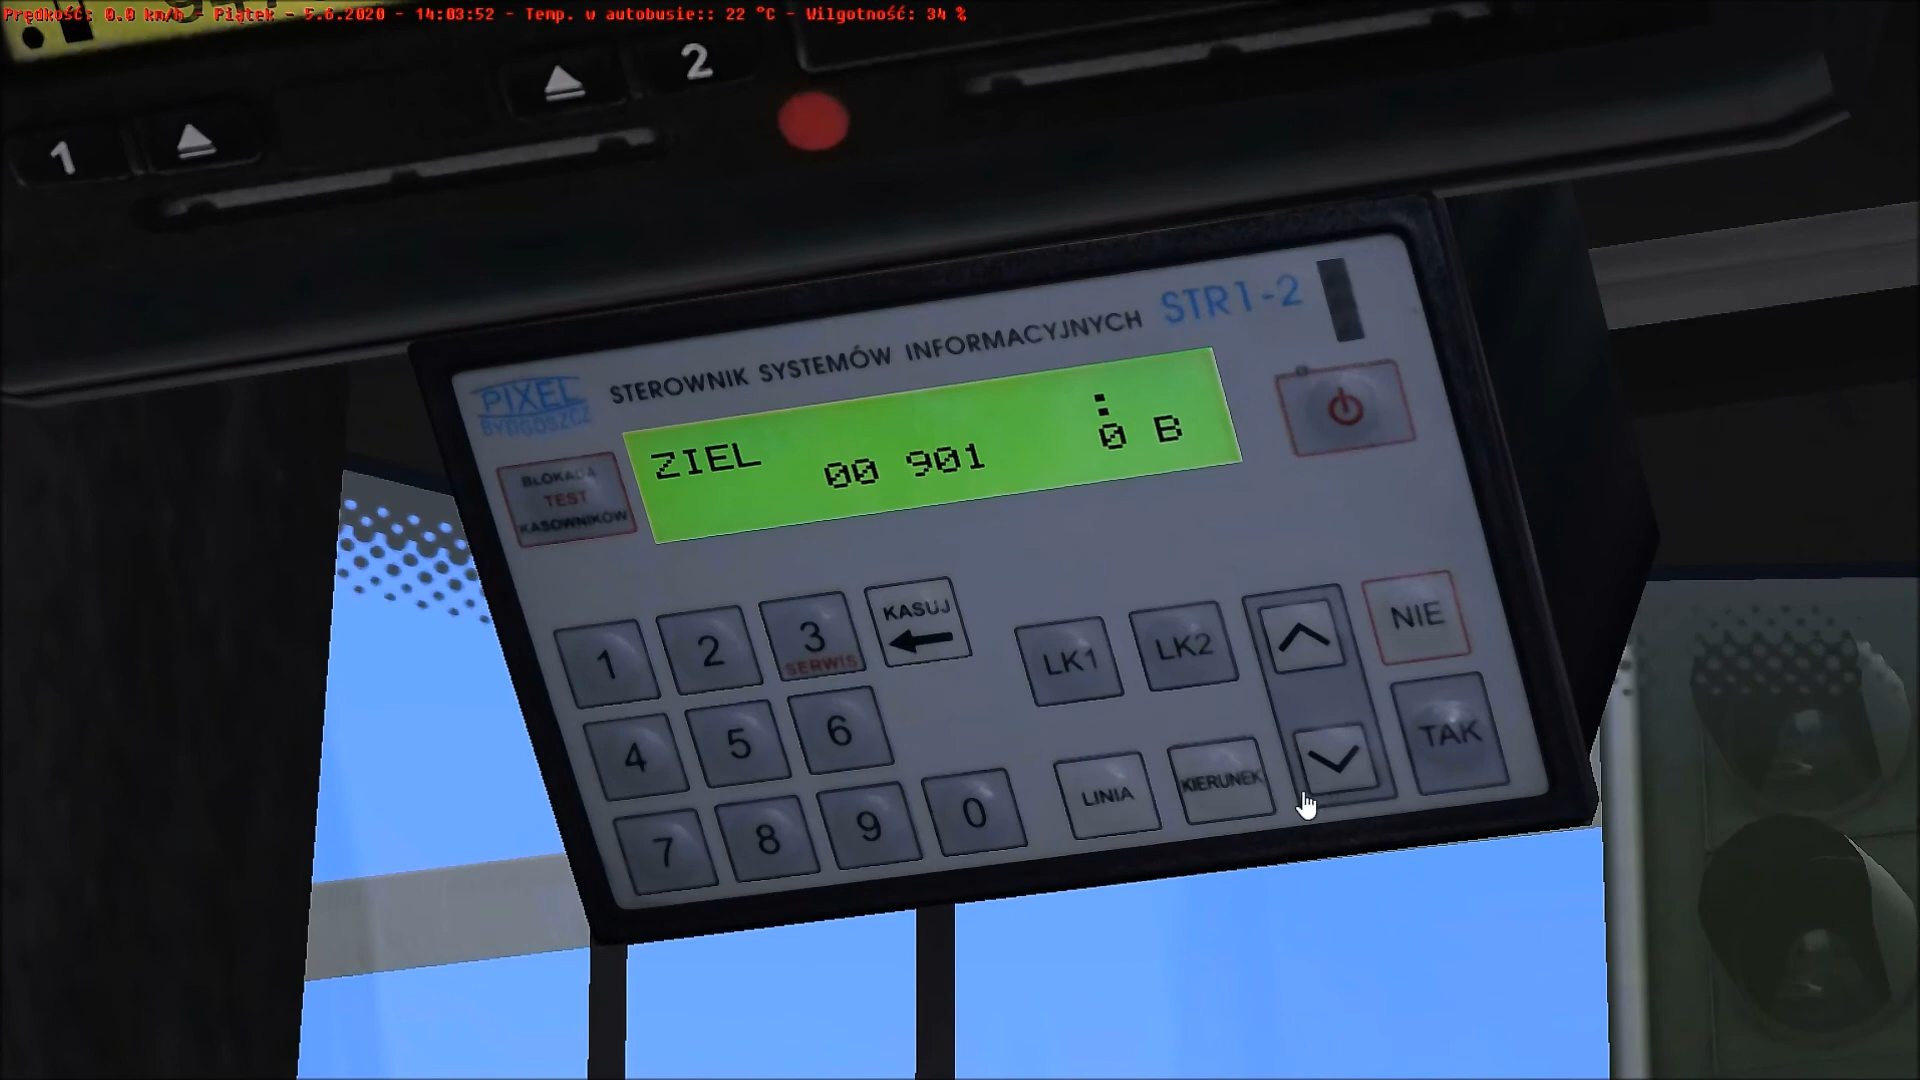 Prędkość: 0.0 km/h - Piątek - 5.6.2020 - 14:03:52 - Temp. w autobusie:: 22 °C - Wilgotność: 34 %
1
2
PIXEL
BYDGOSZCZ
STEROWNIK SYSTEMÓW INFORMACYJNYCH
STR1-2
BLOKADA
TEST
KASOWNIKÓW
ZIEL 00 901 : 0 B
1 2 3 KASUJ LK1 LK2 NIE
SERWIS
4 5 6 TAK
7 8 9 0 LINIA KIERUNEK